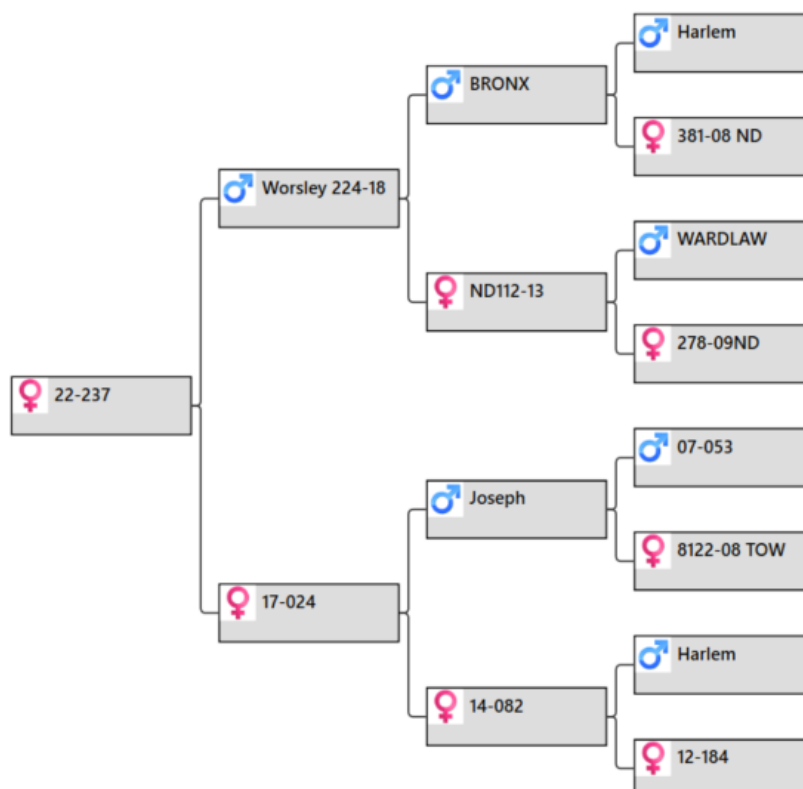 Harlem
BRONX
381-08 ND
Worsley 224-18
WARDLAW
ND112-13
278-09ND
22-237
07-053
Joseph
8122-08 TOW
17-024
Harlem
14-082
12-184